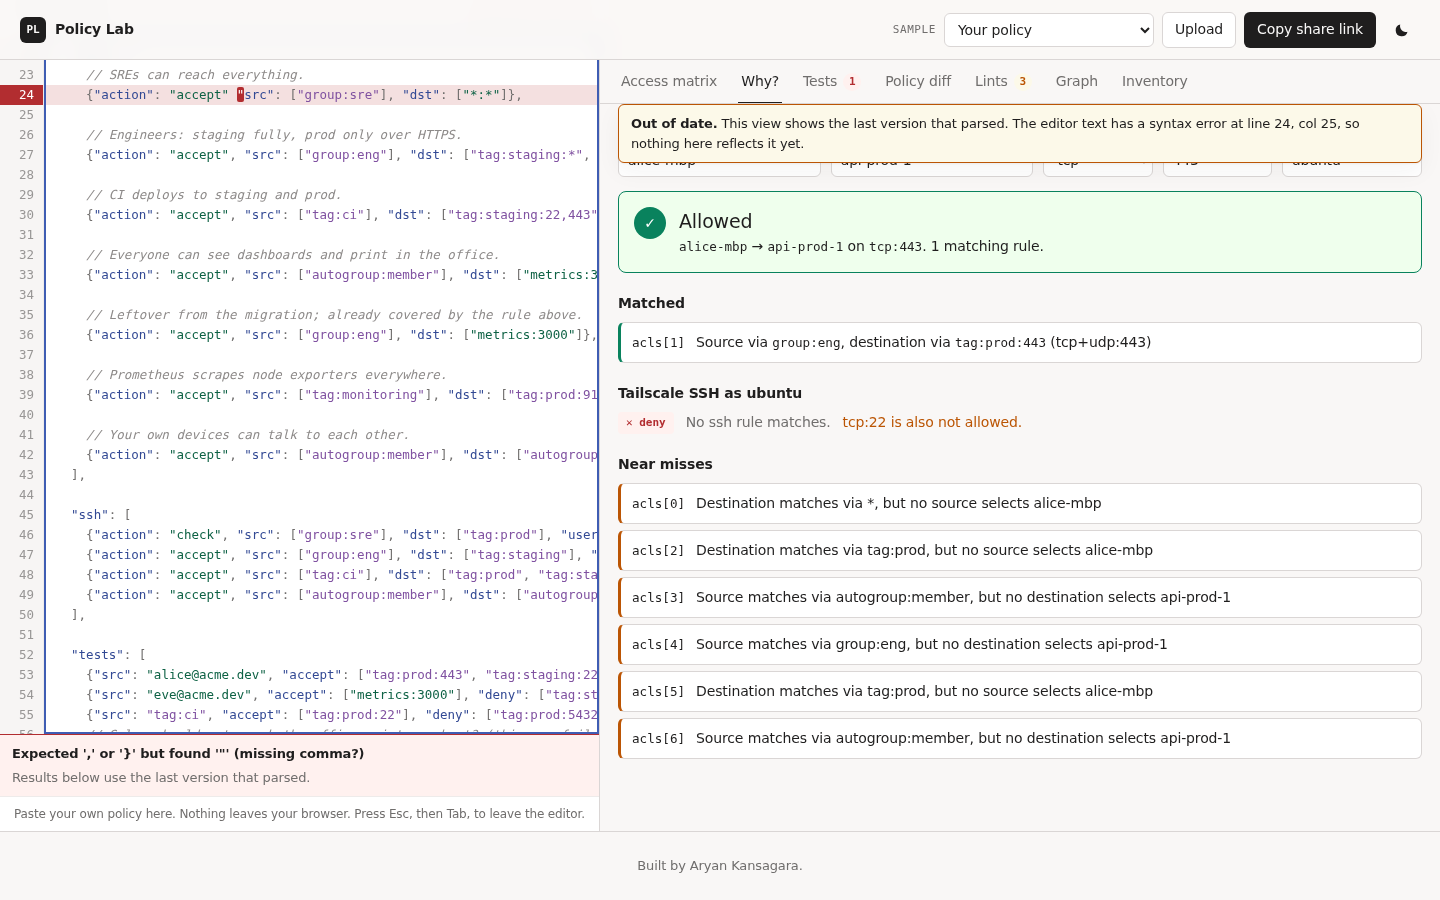 PL Policy Lab
SAMPLE Your policy Upload Copy share link
Access matrix Why? Tests 1 Policy diff Lints 3 Graph Inventory
23 // SREs can reach everything.
24 {"action": "accept" "src": ["group:sre"], "dst": ["*:*"]},
25
26 // Engineers: staging fully, prod only over HTTPS.
27 {"action": "accept", "src": ["group:eng"], "dst": ["tag:staging:*",
28
29 // CI deploys to staging and prod.
30 {"action": "accept", "src": ["tag:ci"], "dst": ["tag:staging:22,443"
31
32 // Everyone can see dashboards and print in the office.
33 {"action": "accept", "src": ["autogroup:member"], "dst": ["metrics:3
34
35 // Leftover from the migration; already covered by the rule above.
36 {"action": "accept", "src": ["group:eng"], "dst": ["metrics:3000"]},
37
38 // Prometheus scrapes node exporters everywhere.
39 {"action": "accept", "src": ["tag:monitoring"], "dst": ["tag:prod:91
40
41 // Your own devices can talk to each other.
42 {"action": "accept", "src": ["autogroup:member"], "dst": ["autogroup
43 ],
44
45 "ssh": [
46 {"action": "check", "src": ["group:sre"], "dst": ["tag:prod"], "user
47 {"action": "accept", "src": ["group:eng"], "dst": ["tag:staging"], "
48 {"action": "accept", "src": ["tag:ci"], "dst": ["tag:prod", "tag:sta
49 {"action": "accept", "src": ["autogroup:member"], "dst": ["autogroup
50 ],
51
52 "tests": [
53 {"src": "alice@acme.dev", "accept": ["tag:prod:443", "tag:staging:22
54 {"src": "eve@acme.dev", "accept": ["metrics:3000"], "deny": ["tag:st
55 {"src": "tag:ci", "accept": ["tag:prod:22"], "deny": ["tag:prod:5432
Expected ',' or '}' but found '"' (missing comma?)
Results below use the last version that parsed.
Paste your own policy here. Nothing leaves your browser. Press Esc, then Tab, to leave the editor.
Out of date. This view shows the last version that parsed. The editor text has a syntax error at line 24, col 25, so
nothing here reflects it yet.
✓ Allowed
alice-mbp → api-prod-1 on tcp:443. 1 matching rule.
Matched
acls[1] Source via group:eng, destination via tag:prod:443 (tcp+udp:443)
Tailscale SSH as ubuntu
✕ deny No ssh rule matches. tcp:22 is also not allowed.
Near misses
acls[0] Destination matches via *, but no source selects alice-mbp
acls[2] Destination matches via tag:prod, but no source selects alice-mbp
acls[3] Source matches via autogroup:member, but no destination selects api-prod-1
acls[4] Source matches via group:eng, but no destination selects api-prod-1
acls[5] Destination matches via tag:prod, but no source selects alice-mbp
acls[6] Source matches via autogroup:member, but no destination selects api-prod-1
Built by Aryan Kansagara.